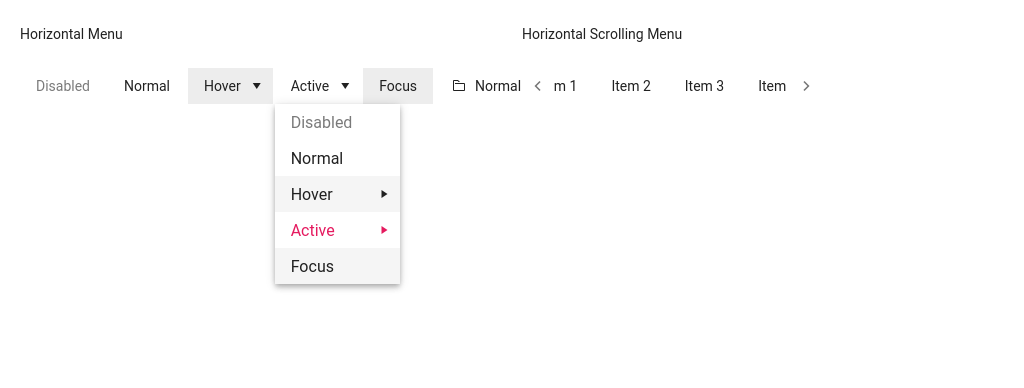 Horizontal Menu
Horizontal Scrolling Menu
Disabled Normal Hover Active Focus Normal m 1 Item 2 Item 3 Item
Disabled
Normal
Hover
Active
Focus